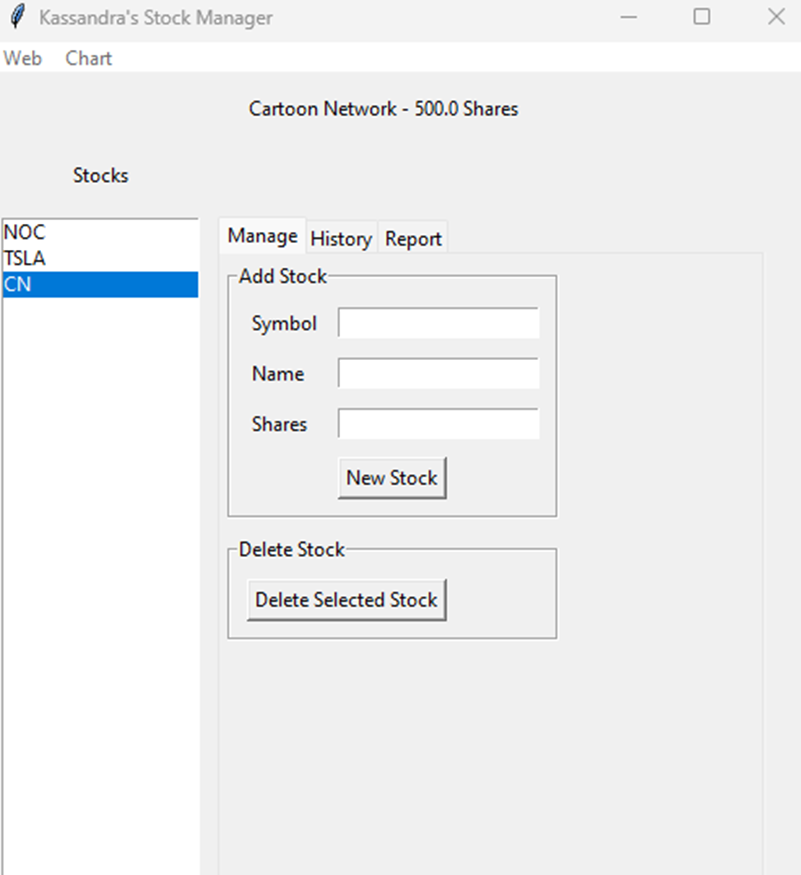 Kassandra's Stock Manager
Web Chart
Cartoon Network - 500.0 Shares
Stocks
NOC
TSLA
CN
Manage History Report
Add Stock
Symbol
Name
Shares
New Stock
Delete Stock
Delete Selected Stock